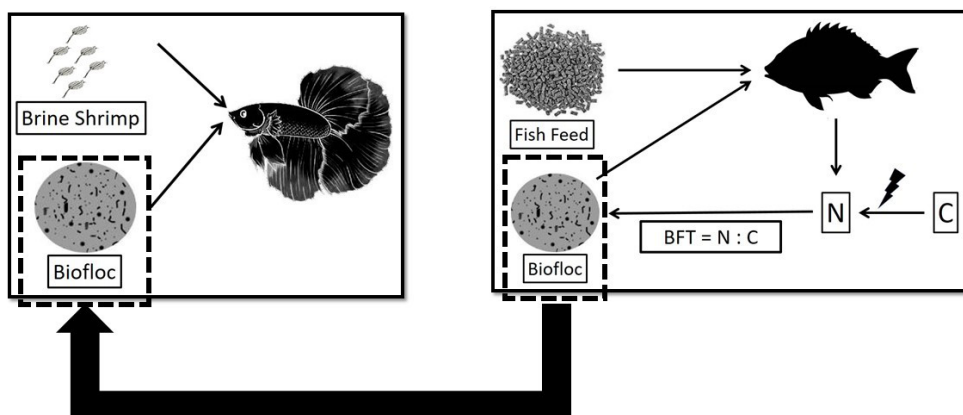 Brine Shrimp
Biofloc
Fish Feed
Biofloc
BFT = N : C
N
C